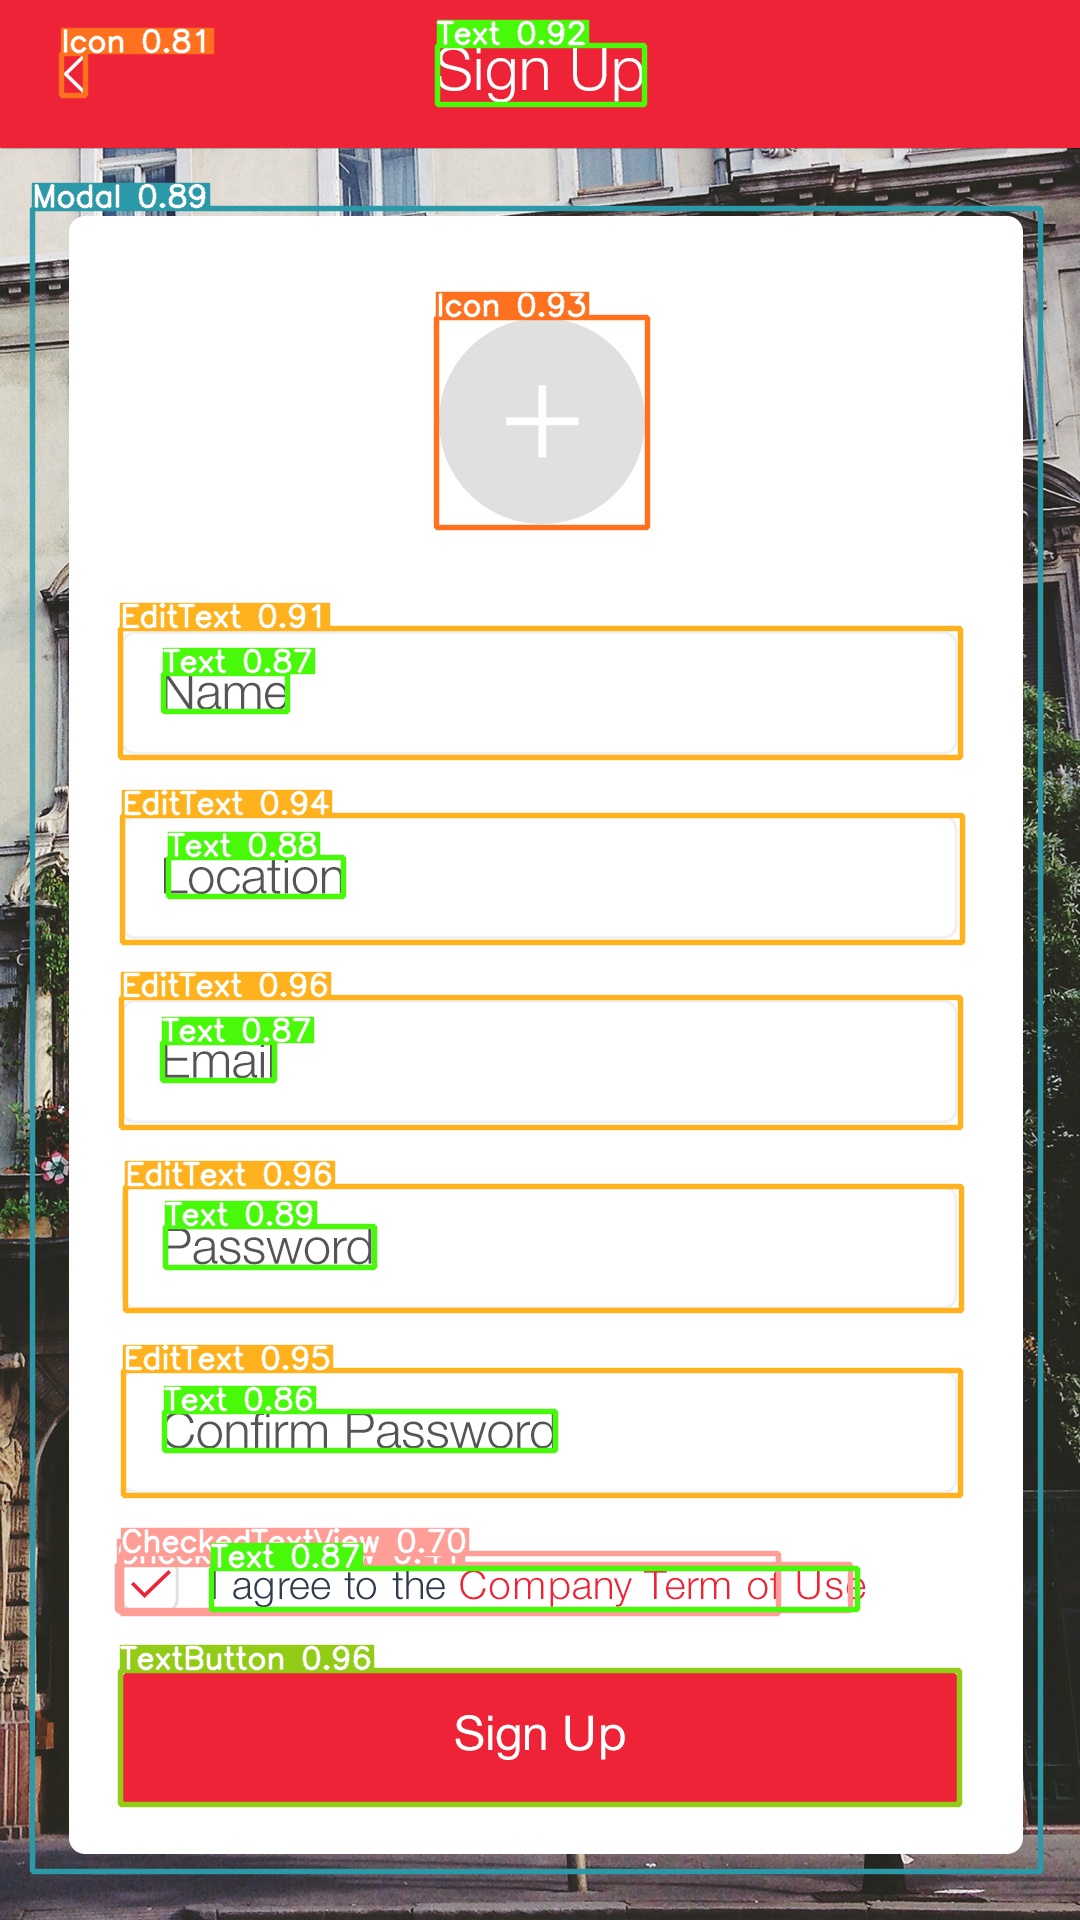 Icon 0.81
Text 0.92
Sign Up
Modal 0.89
Icon 0.93
EditText 0.91
Text 0.87
Name
EditText 0.94
Text 0.88
Location
EditText 0.96
Text 0.87
Email
EditText 0.96
Text 0.89
Password
EditText 0.95
Text 0.86
Confirm Password
CheckedTextView 0.70
Text 0.87
I agree to the Company Term of Use
TextButton 0.96
Sign Up